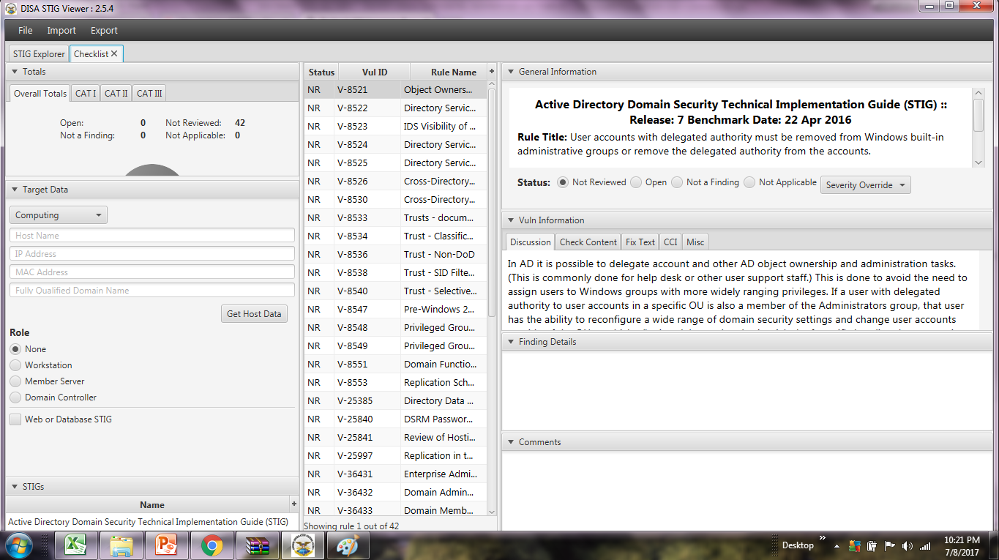 DISA STIG Viewer : 2.5.4
File Import Export
STIG Explorer Checklist
Totals
Overall Totals CAT I CAT II CAT III
Open: 0 Not Reviewed: 42
Not a Finding: 0 Not Applicable: 0
Target Data
Computing
Host Name
IP Address
MAC Address
Fully Qualified Domain Name
Get Host Data
Role
None
Workstation
Member Server
Domain Controller
Web or Database STIG
STIGs
Name +
Active Directory Domain Security Technical Implementation Guide (STIG)
Status Vul ID Rule Name +
NR V-8521 Object Owners...
NR V-8522 Directory Servic...
NR V-8523 IDS Visibility of ...
NR V-8524 Directory Servic...
NR V-8525 Directory Servic...
NR V-8526 Cross-Directory...
NR V-8530 Cross-Directory...
NR V-8533 Trusts - docum...
NR V-8534 Trust - Classific...
NR V-8536 Trust - Non-DoD
NR V-8538 Trust - SID Filte...
NR V-8540 Trust - Selective...
NR V-8547 Pre-Windows 2...
NR V-8548 Privileged Grou...
NR V-8549 Privileged Grou...
NR V-8551 Domain Functio...
NR V-8553 Replication Sch...
NR V-25385 Directory Data ...
NR V-25840 DSRM Passwor...
NR V-25841 Review of Hosti...
NR V-25997 Replication in t...
NR V-36431 Enterprise Admi...
NR V-36432 Domain Admin...
NR V-36433 Domain Memb...
Showing rule 1 out of 42
General Information
Active Directory Domain Security Technical Implementation Guide (STIG) ::
Release: 7 Benchmark Date: 22 Apr 2016
Rule Title: User accounts with delegated authority must be removed from Windows built-in
administrative groups or remove the delegated authority from the accounts.
Status: Not Reviewed Open Not a Finding Not Applicable Severity Override
Vuln Information
Discussion Check Content Fix Text CCI Misc
In AD it is possible to delegate account and other AD object ownership and administration tasks.
(This is commonly done for help desk or other user support staff.) This is done to avoid the need to
assign users to Windows groups with more widely ranging privileges. If a user with delegated
authority to user accounts in a specific OU is also a member of the Administrators group, that user
has the ability to reconfigure a wide range of domain security settings and change user accounts
Finding Details
Comments
Desktop
10:21 PM
7/8/2017